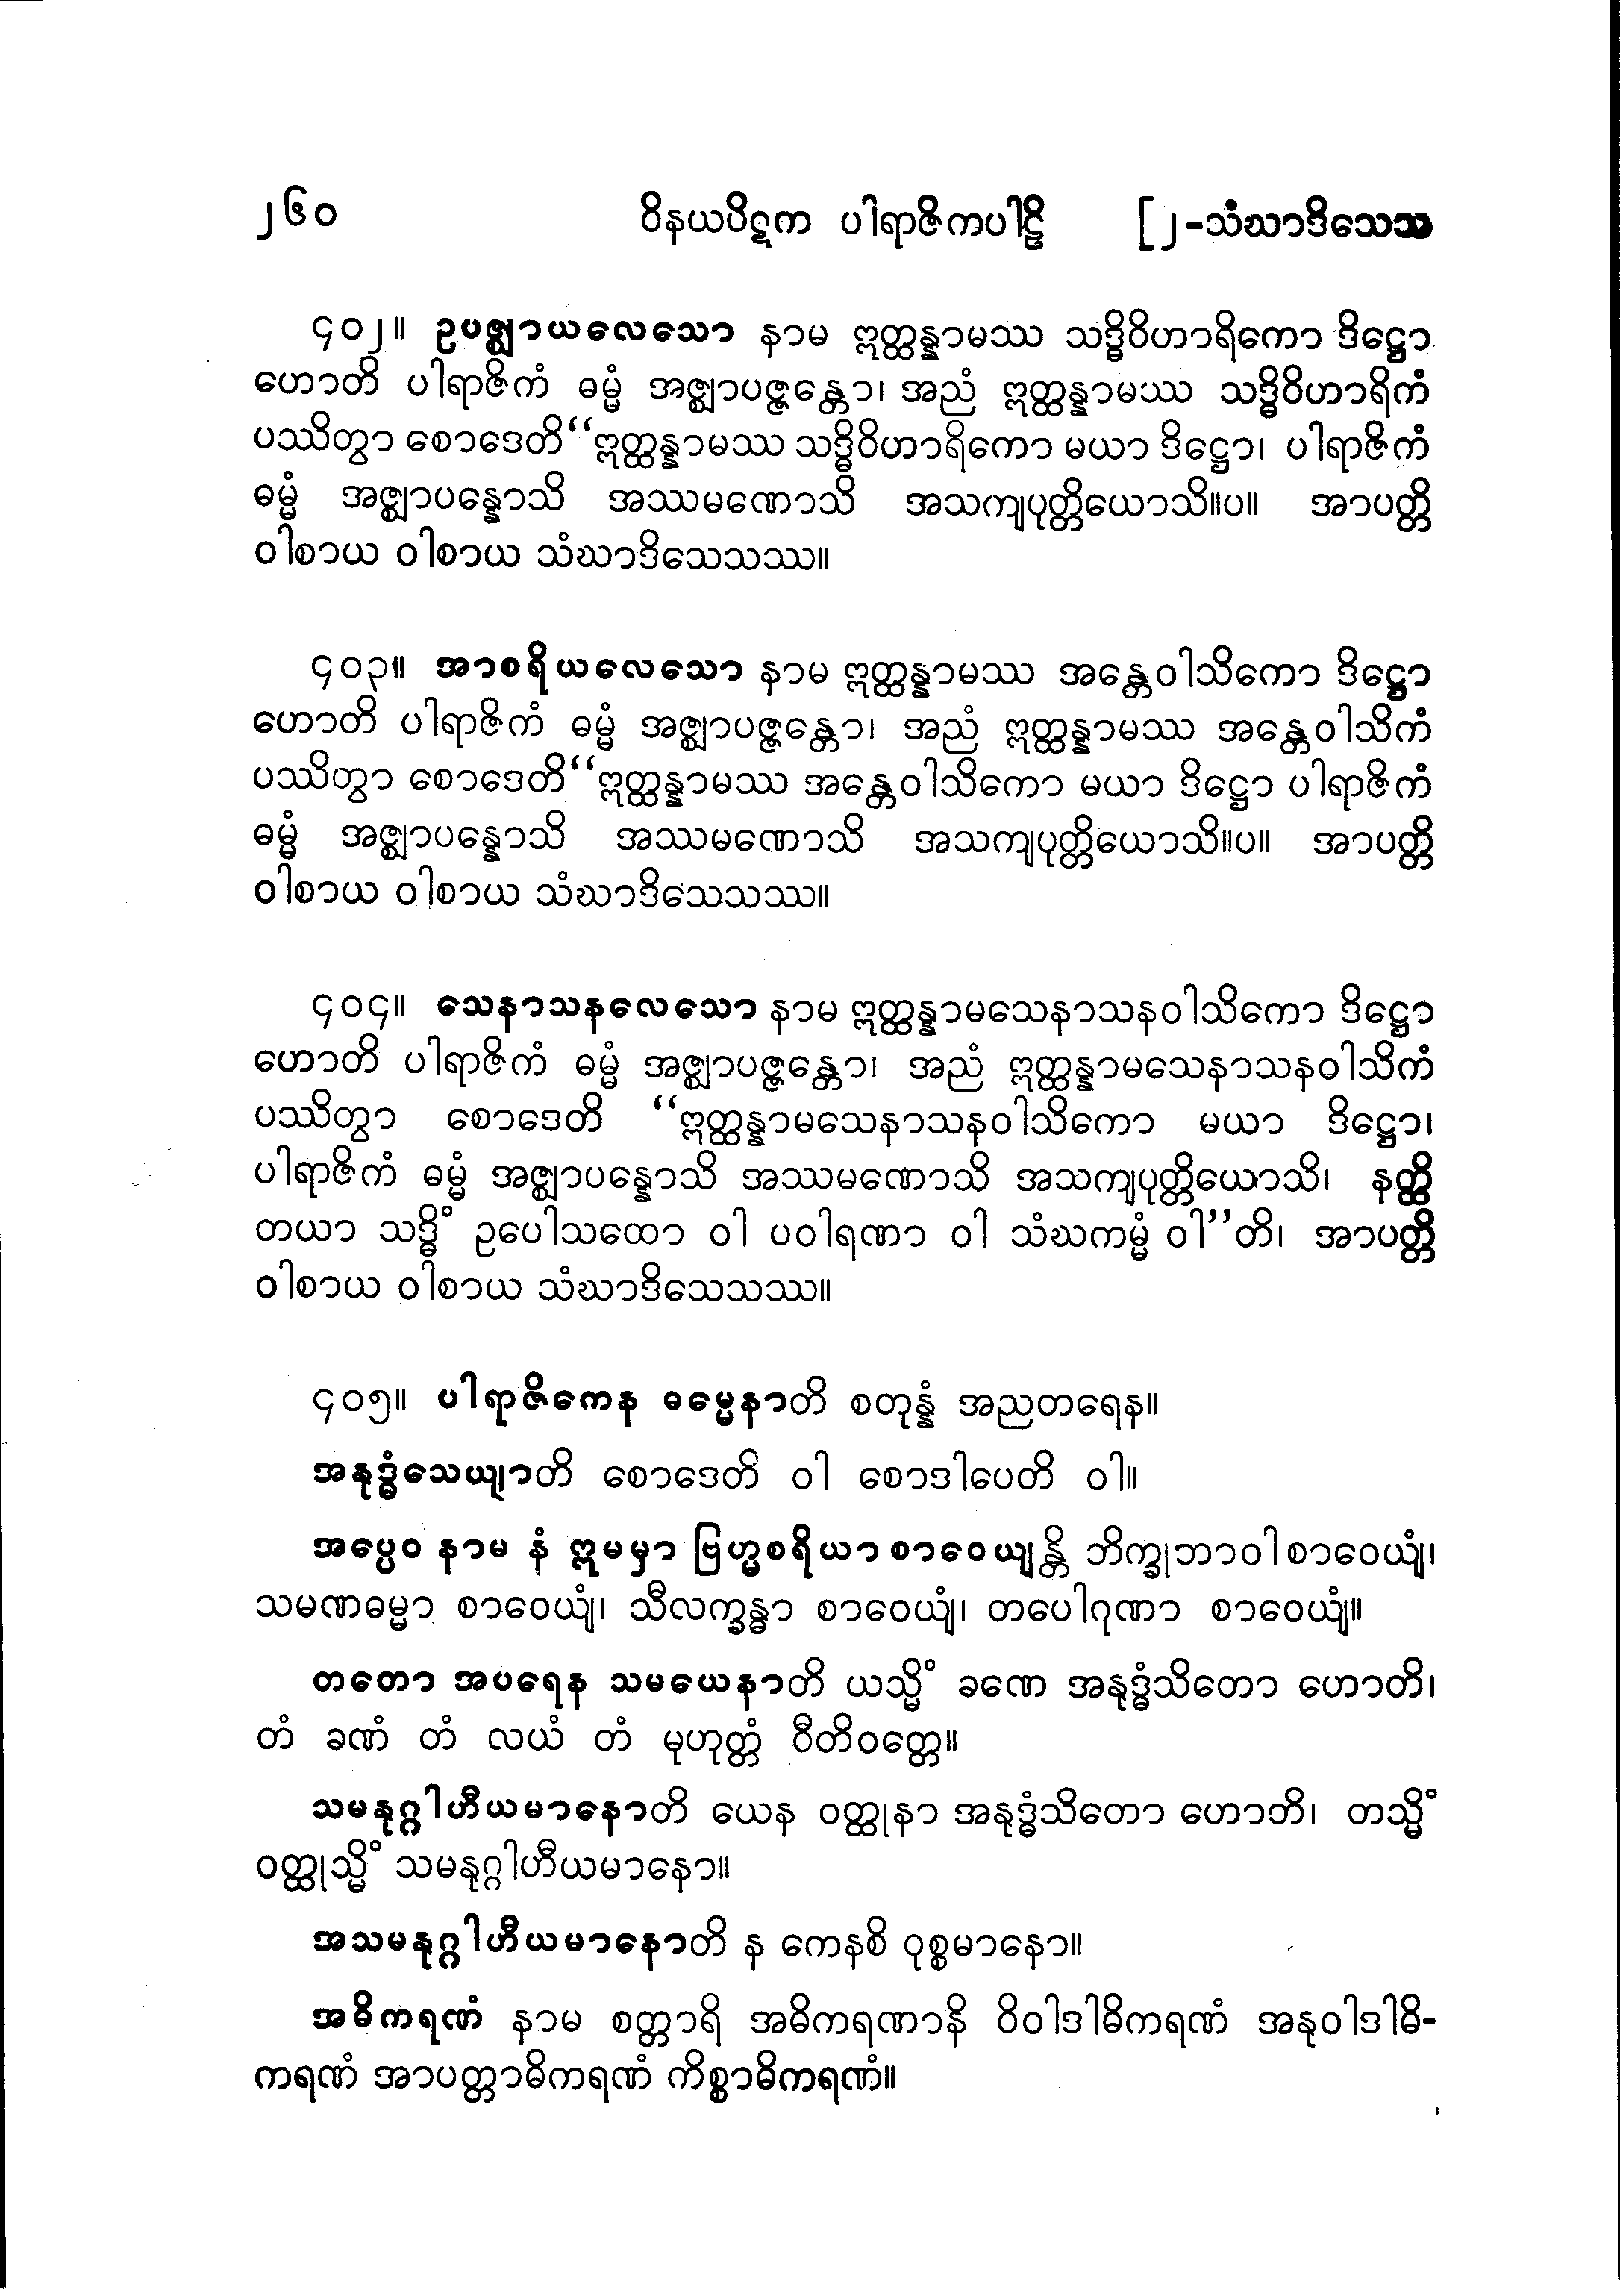 ၂၆၀ ဝိနယပိဋက ပါရာဇိကပါဠိ [၂-သံဃာဒိသေသ
၄၀၂။ ဥပဇ္ဈာယလေသော နာမ ဣတ္ထန္နာမဿ သဒ္ဓိဝိဟာရိကော ဒိဋ္ဌော
ဟောတိ ပါရာဇိကံ ဓမ္မံ အဇ္ဈာပဇ္ဇန္တော၊ အညံ ဣတ္ထန္နာမဿ သဒ္ဓိဝိဟာရိကံ
ပဿိတွာ စောဒေတိ“ဣတ္ထန္နာမဿ သဒ္ဓိဝိဟာရိကော မယာ ဒိဋ္ဌော၊ ပါရာဇိကံ
ဓမ္မံ အဇ္ဈာပန္နောသိ အဿမဏောသိ အသကျပုတ္တိယောသိ။ပ။ အာပတ္တိ
ဝါစာယ ဝါစာယ သံဃာဒိသေသဿ။
၄၀၃။ အာစရိယလေသော နာမ ဣတ္ထန္နာမဿ အန္တေဝါသိကော ဒိဋ္ဌော
ဟောတိ ပါရာဇိကံ ဓမ္မံ အဇ္ဈာပဇ္ဇန္တော၊ အညံ ဣတ္ထန္နာမဿ အန္တေဝါသိကံ
ပဿိတွာ စောဒေတိ“ဣတ္ထန္နာမဿ အန္တေဝါသိကော မယာ ဒိဋ္ဌော ပါရာဇိကံ
ဓမ္မံ အဇ္ဈာပန္နောသိ အဿမဏောသိ အသကျပုတ္တိယောသိ။ပ။ အာပတ္တိ
ဝါစာယ ဝါစာယ သံဃာဒိသေသဿ။
၄၀၄။ သေနာသနလေသော နာမ ဣတ္ထန္နာမသေနာသနဝါသိကော ဒိဋ္ဌော
ဟောတိ ပါရာဇိကံ ဓမ္မံ အဇ္ဈာပဇ္ဇန္တော၊ အညံ ဣတ္ထန္နာမသေနာသနဝါသိကံ
ပဿိတွာ စောဒေတိ “ဣတ္ထန္နာမသေနာသနဝါသိကော မယာ ဒိဋ္ဌော၊
ပါရာဇိကံ ဓမ္မံ အဇ္ဈာပန္နောသိ အဿမဏောသိ အသကျပုတ္တိယောသိ၊ နတ္ထိ
တယာ သဒ္ဓိံ ဥပေါသထော ဝါ ပဝါရဏာ ဝါ သံဃကမ္မံ ဝါ”တိ၊ အာပတ္တိ
ဝါစာယ ဝါစာယ သံဃာဒိသေသဿ။
၄၀၅။ ပါရာဇိကေန ဓမ္မေနာတိ စတုန္နံ အညတရေန။
အနုဒ္ဓံသေယျာတိ စောဒေတိ ဝါ စောဒါပေတိ ဝါ။
အပ္ပေဝ နာမ နံ ဣမမှာ ဗြဟ္မစရိယာ စာဝေယျန္တိ ဘိက္ခုဘာဝါ စာဝေယျံ၊
သမဏဓမ္မာ စာဝေယျံ၊ သီလက္ခန္ဓာ စာဝေယျံ၊ တပေါဂုဏာ စာဝေယျံ။
တတော အပရေန သမယေနာတိ ယသ္မိံ ခဏေ အနုဒ္ဓံသိတော ဟောတိ၊
တံ ခဏံ တံ လယံ တံ မုဟုတ္တံ ဝီတိဝတ္တေ။
သမနုဂ္ဂါဟီယမာနောတိ ယေန ဝတ္ထုနာ အနုဒ္ဓံသိတော ဟောတိ၊ တသ္မိံ
ဝတ္ထုသ္မိံ သမနုဂ္ဂါဟီယမာနော။
အသမနုဂ္ဂါဟီယမာနောတိ န ကေနစိ ဝုစ္စမာနော။
အဓိကရဏံ နာမ စတ္တာရိ အဓိကရဏာနိ ဝိဝါဒါဓိကရဏံ အနုဝါဒါဓိ-
ကရဏံ အာပတ္တာဓိကရဏံ ကိစ္စာဓိကရဏံ။